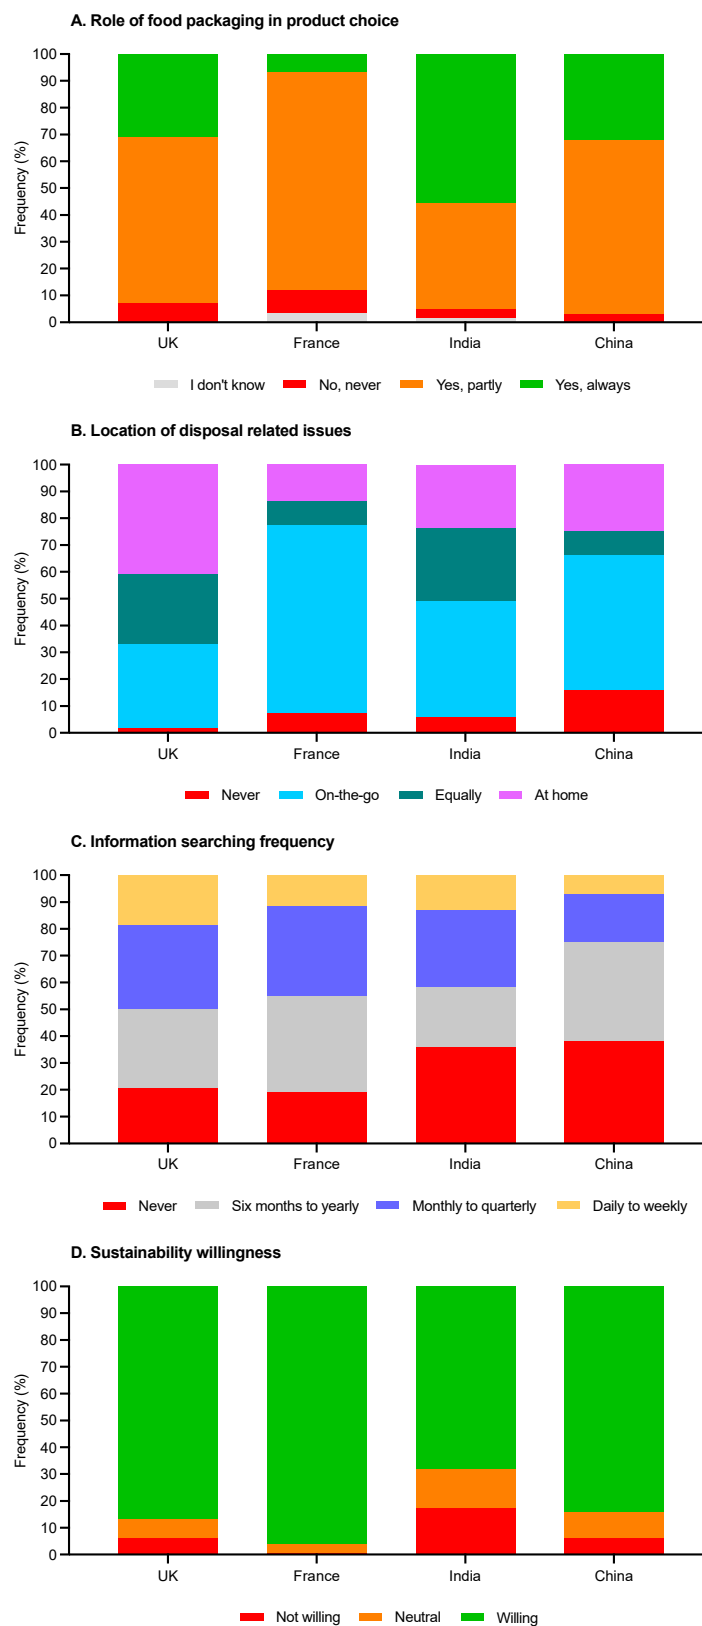 A. Role of food packaging in product choice
Frequency (%)
100
90
80
70
60
50
40
30
20
10
0
UK France India China
I don't know No, never Yes, partly Yes, always
B. Location of disposal related issues
Frequency (%)
100
90
80
70
60
50
40
30
20
10
0
UK France India China
Never On-the-go Equally At home
C. Information searching frequency
Frequency (%)
100
90
80
70
60
50
40
30
20
10
0
UK France India China
Never Six months to yearly Monthly to quarterly Daily to weekly
D. Sustainability willingness
Frequency (%)
100
90
80
70
60
50
40
30
20
10
0
UK France India China
Not willing Neutral Willing